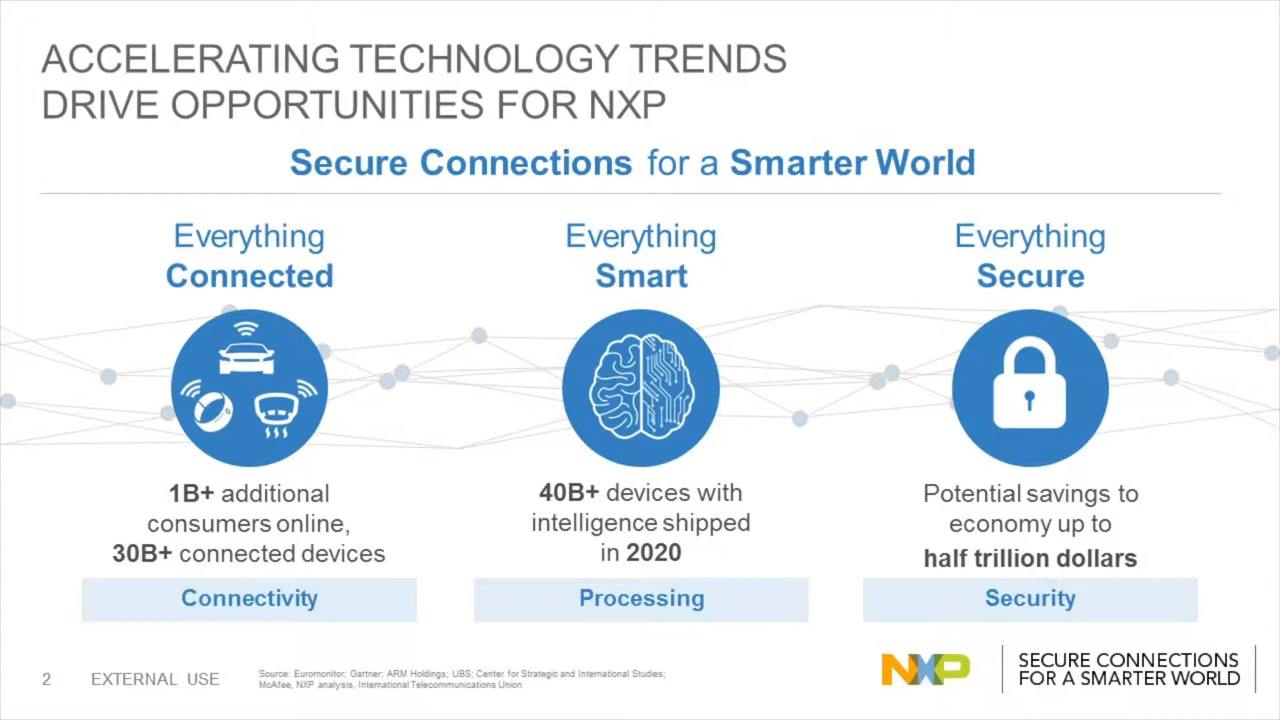 ACCELERATING TECHNOLOGY TRENDS
DRIVE OPPORTUNITIES FOR NXP
Secure Connections for a Smarter World
Everything
Connected
1B+ additional
consumers online,
30B+ connected devices
Connectivity
Everything
Smart
40B+ devices with
intelligence shipped
in 2020
Processing
Everything
Secure
Potential savings to
economy up to
half trillion dollars
Security
2 EXTERNAL USE
Source: Euromonitor; Gartner; ARM Holdings; UBS; Center for Strategic and International Studies;
McAfee, NXP analysis, International Telecommunications Union
NXP
SECURE CONNECTIONS
FOR A SMARTER WORLD